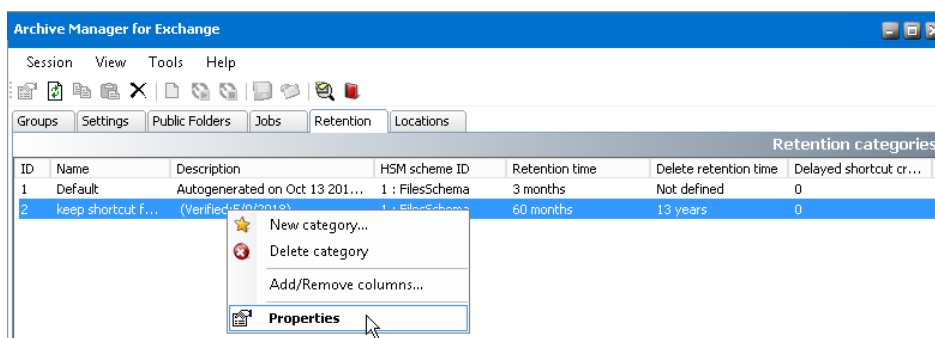 Archive Manager for Exchange
Session View Tools Help
Groups Settings Public Folders Jobs Retention Locations
Retention categories
ID Name Description HSM scheme ID Retention time Delete retention time Delayed shortcut cr...
1 Default Autogenerated on Oct 13 201... 1 : FilesSchema 3 months Not defined 0
2 keep shortcut f... (Verified:5/9/2018) 1 : FilesSchema 60 months 13 years 0
New category...
Delete category
Add/Remove columns...
Properties